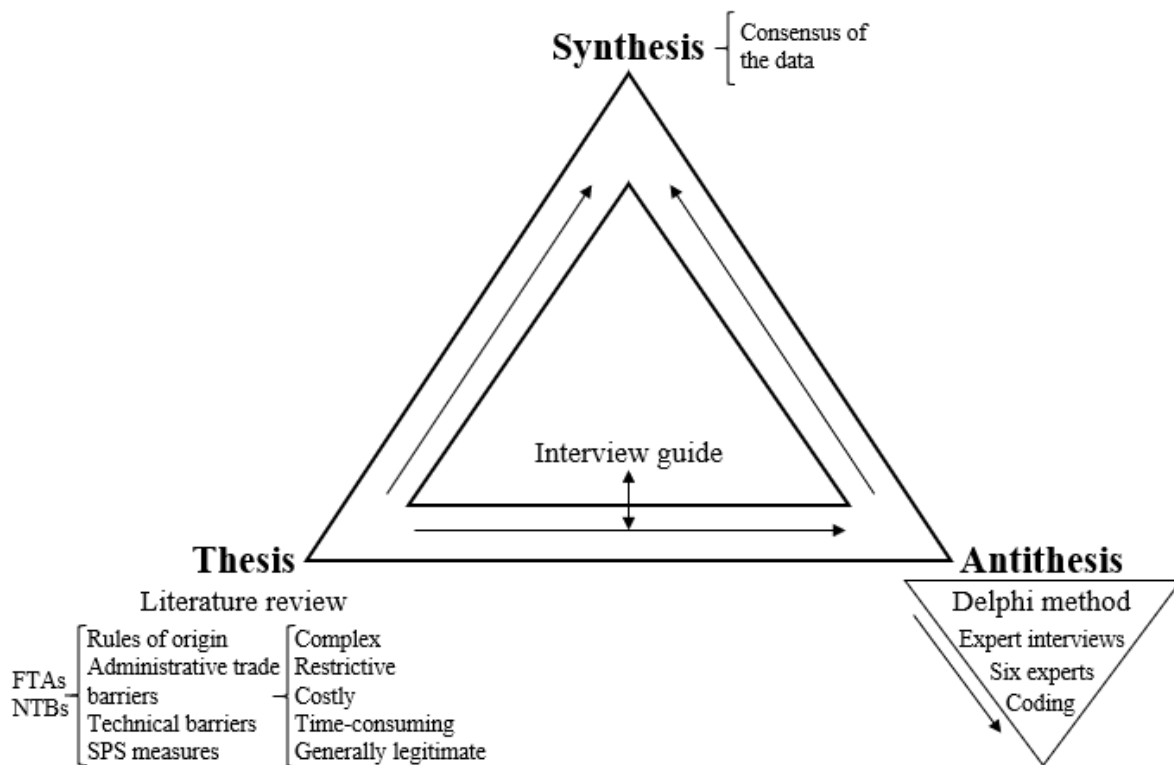 Synthesis
Consensus of
the data
Interview guide
Thesis
Literature review
FTAs
NTBs
Rules of origin
Administrative trade
barriers
Technical barriers
SPS measures
Complex
Restrictive
Costly
Time-consuming
Generally legitimate
Antithesis
Delphi method
Expert interviews
Six experts
Coding